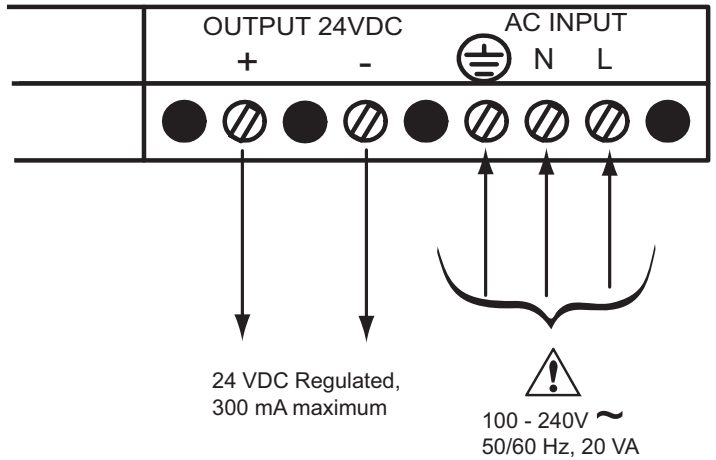 OUTPUT 24VDC
AC INPUT
+ - N L
24 VDC Regulated,
300 mA maximum
100 - 240V ~
50/60 Hz, 20 VA